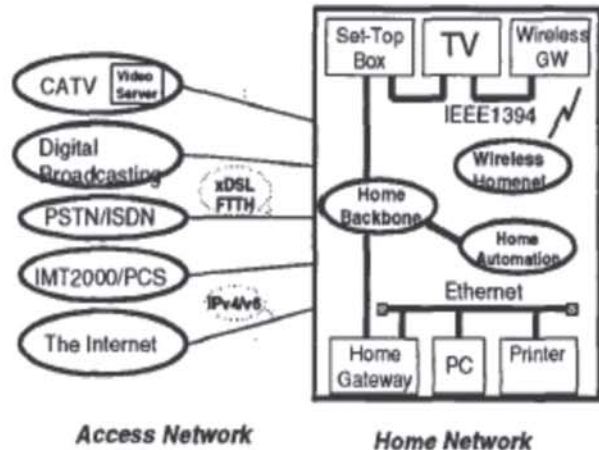 CATV
Video
Server
Digital
Broadcasting
xDSL
FTTH
PSTN/ISDN
IMT2000/PCS
IPv4/v6
The Internet
Access Network
Set-Top
Box
TV
Wireless
GW
IEEE1394
Wireless
Homenet
Home
Backbone
Home
Automation
Ethernet
Home
Gateway
PC
Printer
Home Network